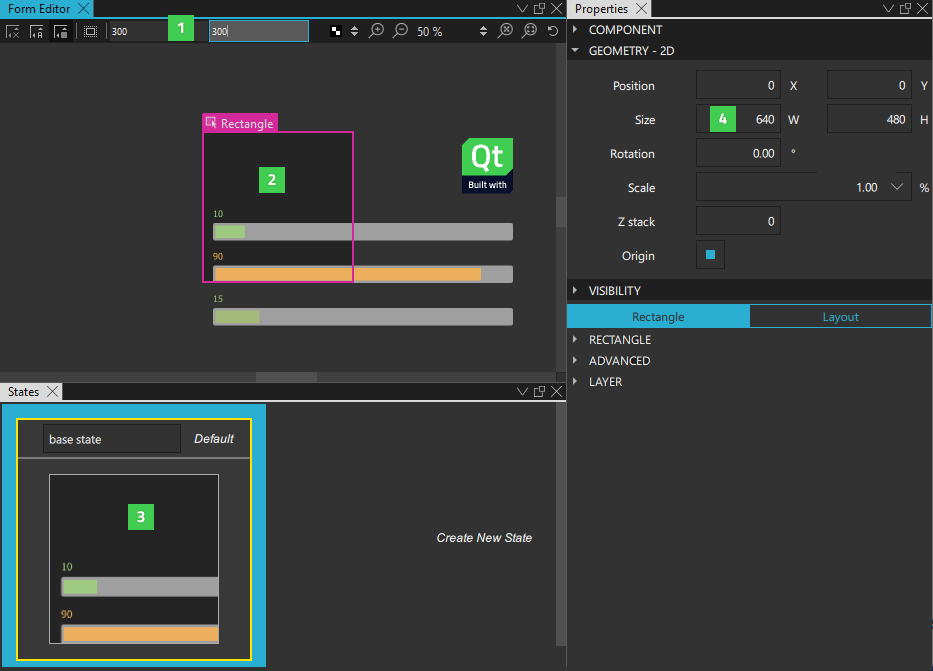 Form Editor
300
1
300
50 %
Rectangle
2
Qt
Built with
10
90
15
States
base state
Default
3
10
90
Create New State
Properties
COMPONENT
GEOMETRY - 2D
Position 0 X 0 Y
Size 4 640 W 480 H
Rotation 0.00 °
Scale 1.00 %
Z stack 0
Origin
VISIBILITY
Rectangle Layout
RECTANGLE
ADVANCED
LAYER